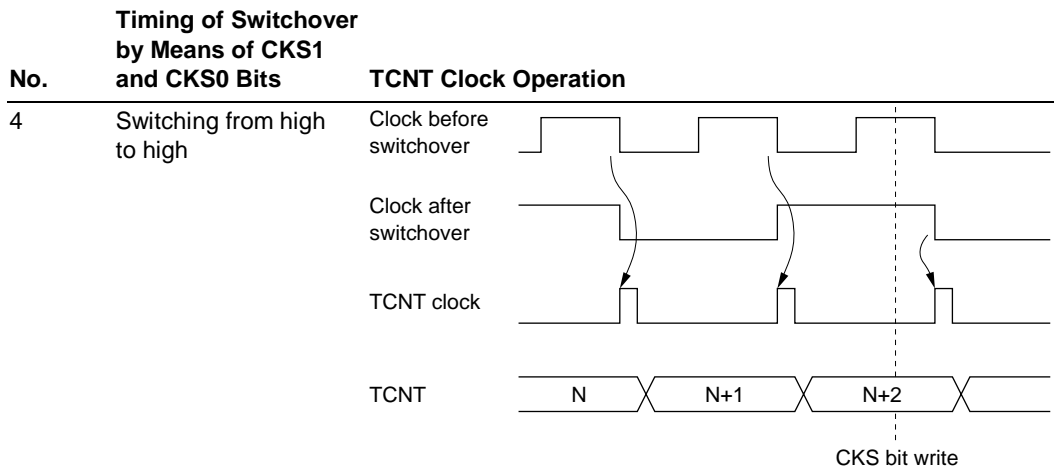 No.
Timing of Switchover
by Means of CKS1
and CKS0 Bits
TCNT Clock Operation
4
Switching from high
to high
Clock before
switchover
Clock after
switchover
TCNT clock
TCNT
N
N+1
N+2
CKS bit write